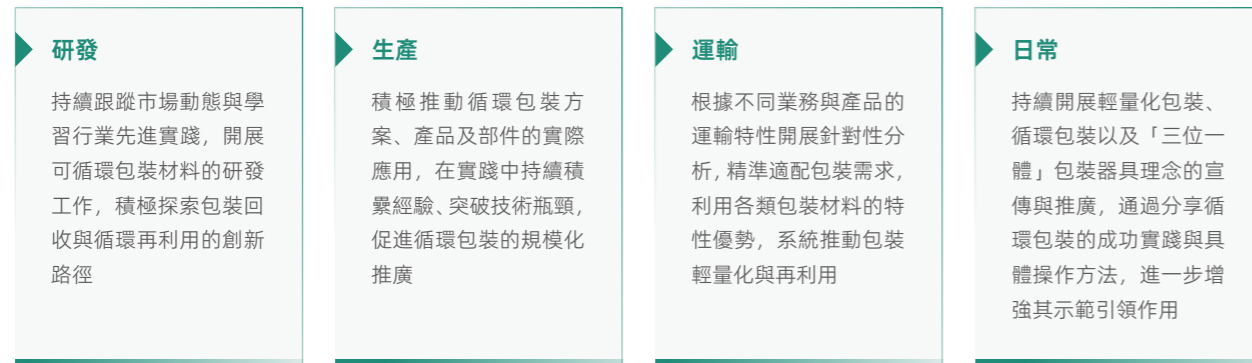 研發
持續跟蹤市場動態與學
習行業先進實踐，開展
可循環包裝材料的研發
工作，積極探索包裝回
收與循環再利用的創新
路徑
生產
積極推動循環包裝方
案、產品及部件的實際
應用，在實踐中持續積
纍經驗、突破技術瓶頸，
促進循環包裝的規模化
推廣
運輸
根據不同業務與產品的
運輸特性開展針對性分
析，精準適配包裝需求，
利用各類包裝材料的特
性優勢，系統推動包裝
輕量化與再利用
日常
持續開展輕量化包裝、
循環包裝以及「三位一
體」包裝器具理念的宣
傳與推廣，通過分享循
環包裝的成功實踐與具
體操作方法，進一步增
強其示範引領作用